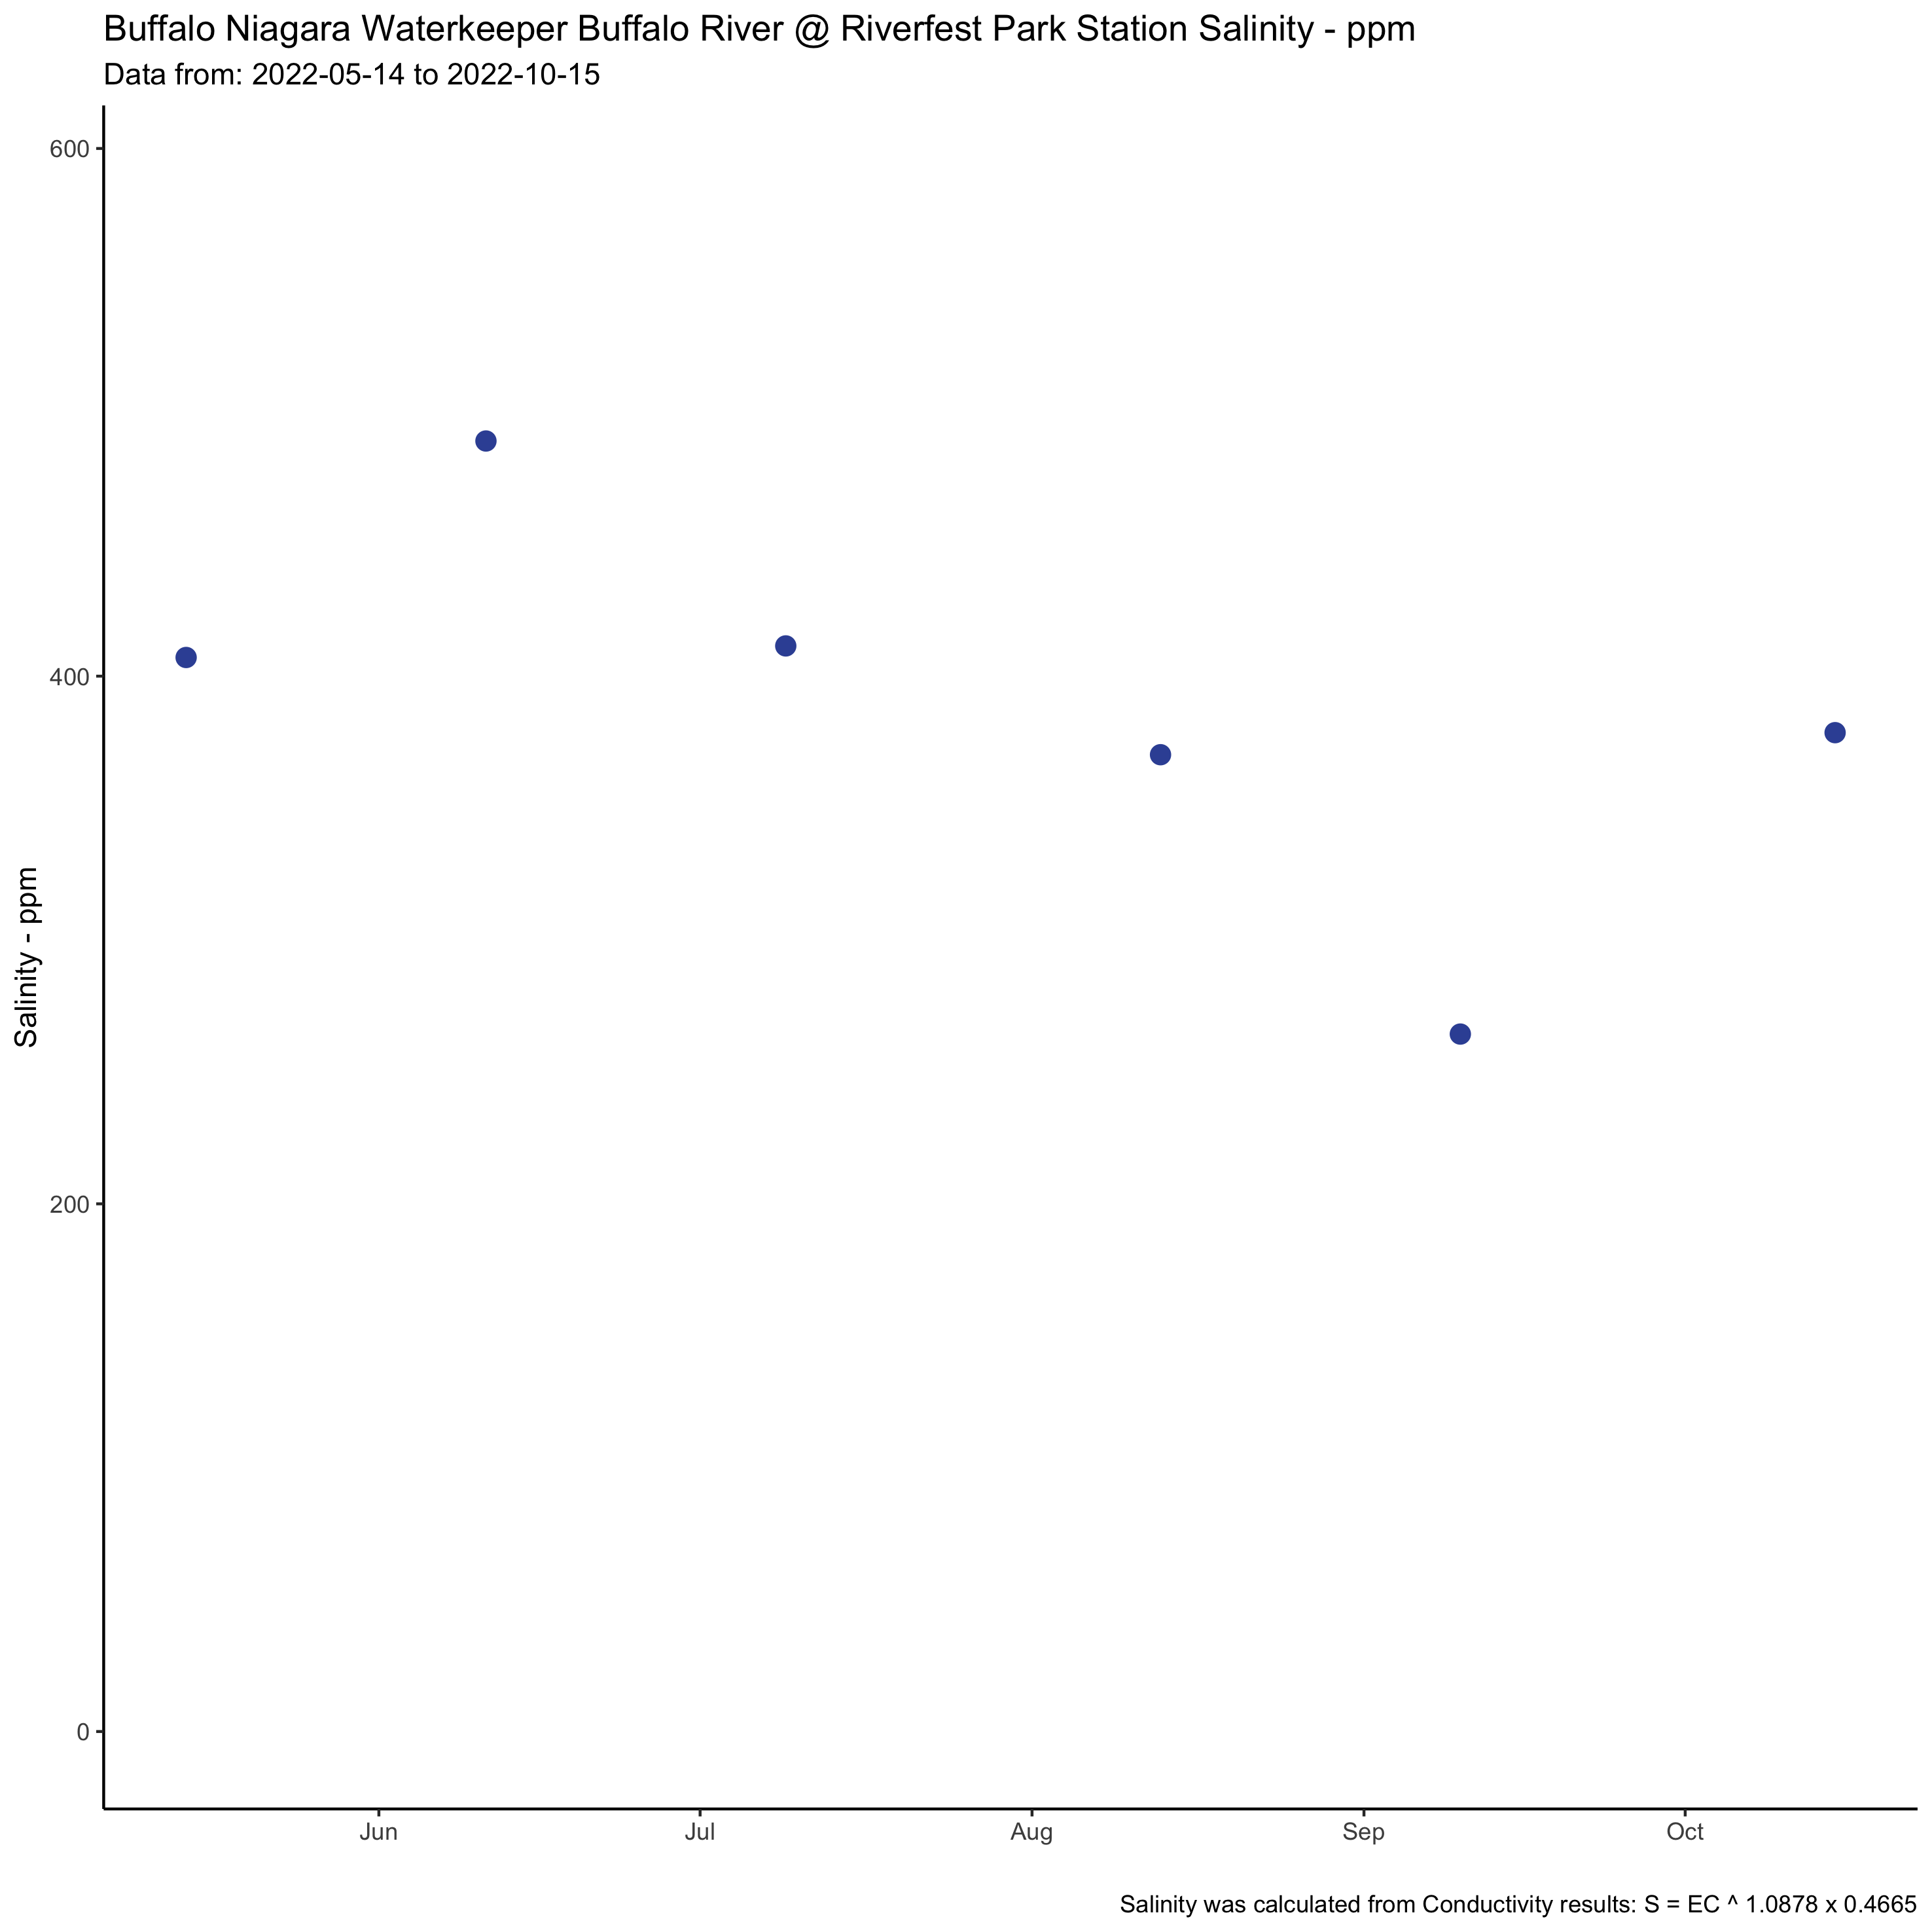 Buffalo Niagara Waterkeeper Buffalo River @ Riverfest Park Station Salinity - ppm
Data from: 2022-05-14 to 2022-10-15
600
400
200
0
Salinity - ppm
Jun Jul Aug Sep Oct
Salinity was calculated from Conductivity results: S = EC ^ 1.0878 x 0.4665